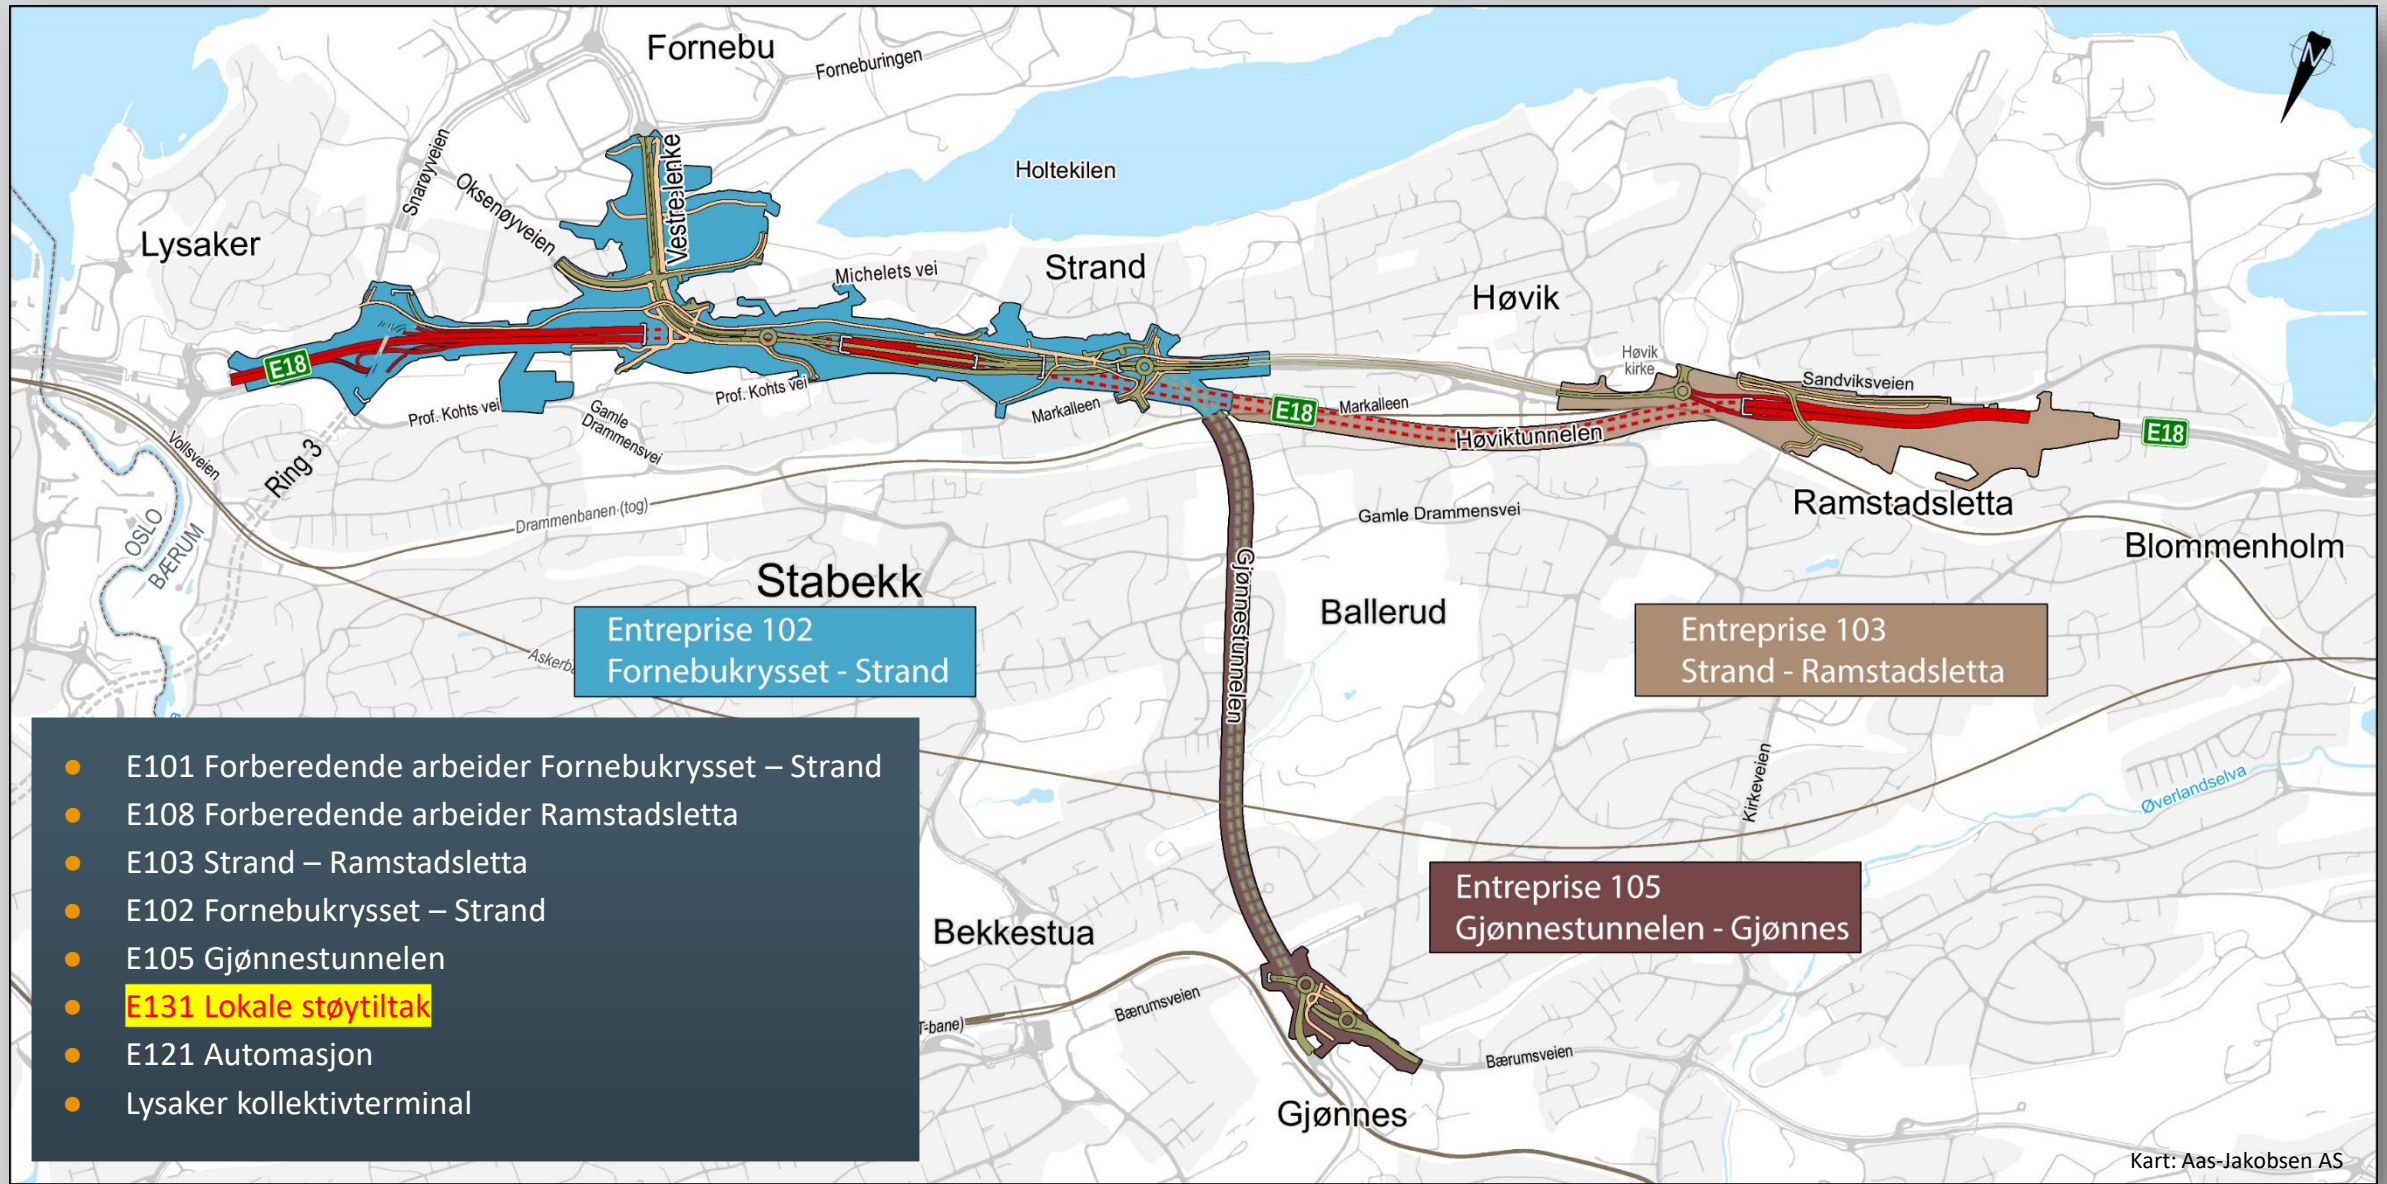 Fornebu
Forneburingen
N
Snarøyveien
Oksenøyveien
Vestrelenke
Holtekilen
Lysaker
Michelets vei
Strand
Høvik
E18
Prof. Kohts vei
Prof. Kohts vei
Gamle
Drammensvei
Markalleen
E18
Markalleen
Høvik
kirke
Sandviksveien
Høviktunnelen
E18
Vollsveien
Ring 3
OSLO
BÆRUM
Drammenbanen (tog)
Gamle Drammensvei
Ramstadsletta
Blommenholm
Stabekk
Gjønnestunnelen
Ballerud
Entreprise 102
Fornebukrysset - Strand
Entreprise 103
Strand - Ramstadsletta
Kirkeveien
Øverlandselva
E101 Forberedende arbeider Fornebukrysset – Strand
E108 Forberedende arbeider Ramstadsletta
E103 Strand – Ramstadsletta
E102 Fornebukrysset – Strand
E105 Gjønnestunnelen
E131 Lokale støytiltak
E121 Automasjon
Lysaker kollektivterminal
Entreprise 105
Gjønnestunnelen - Gjønnes
Bekkestua
Bærumsveien
T-bane)
Bærumsveien
Gjønnes
Kart: Aas-Jakobsen AS